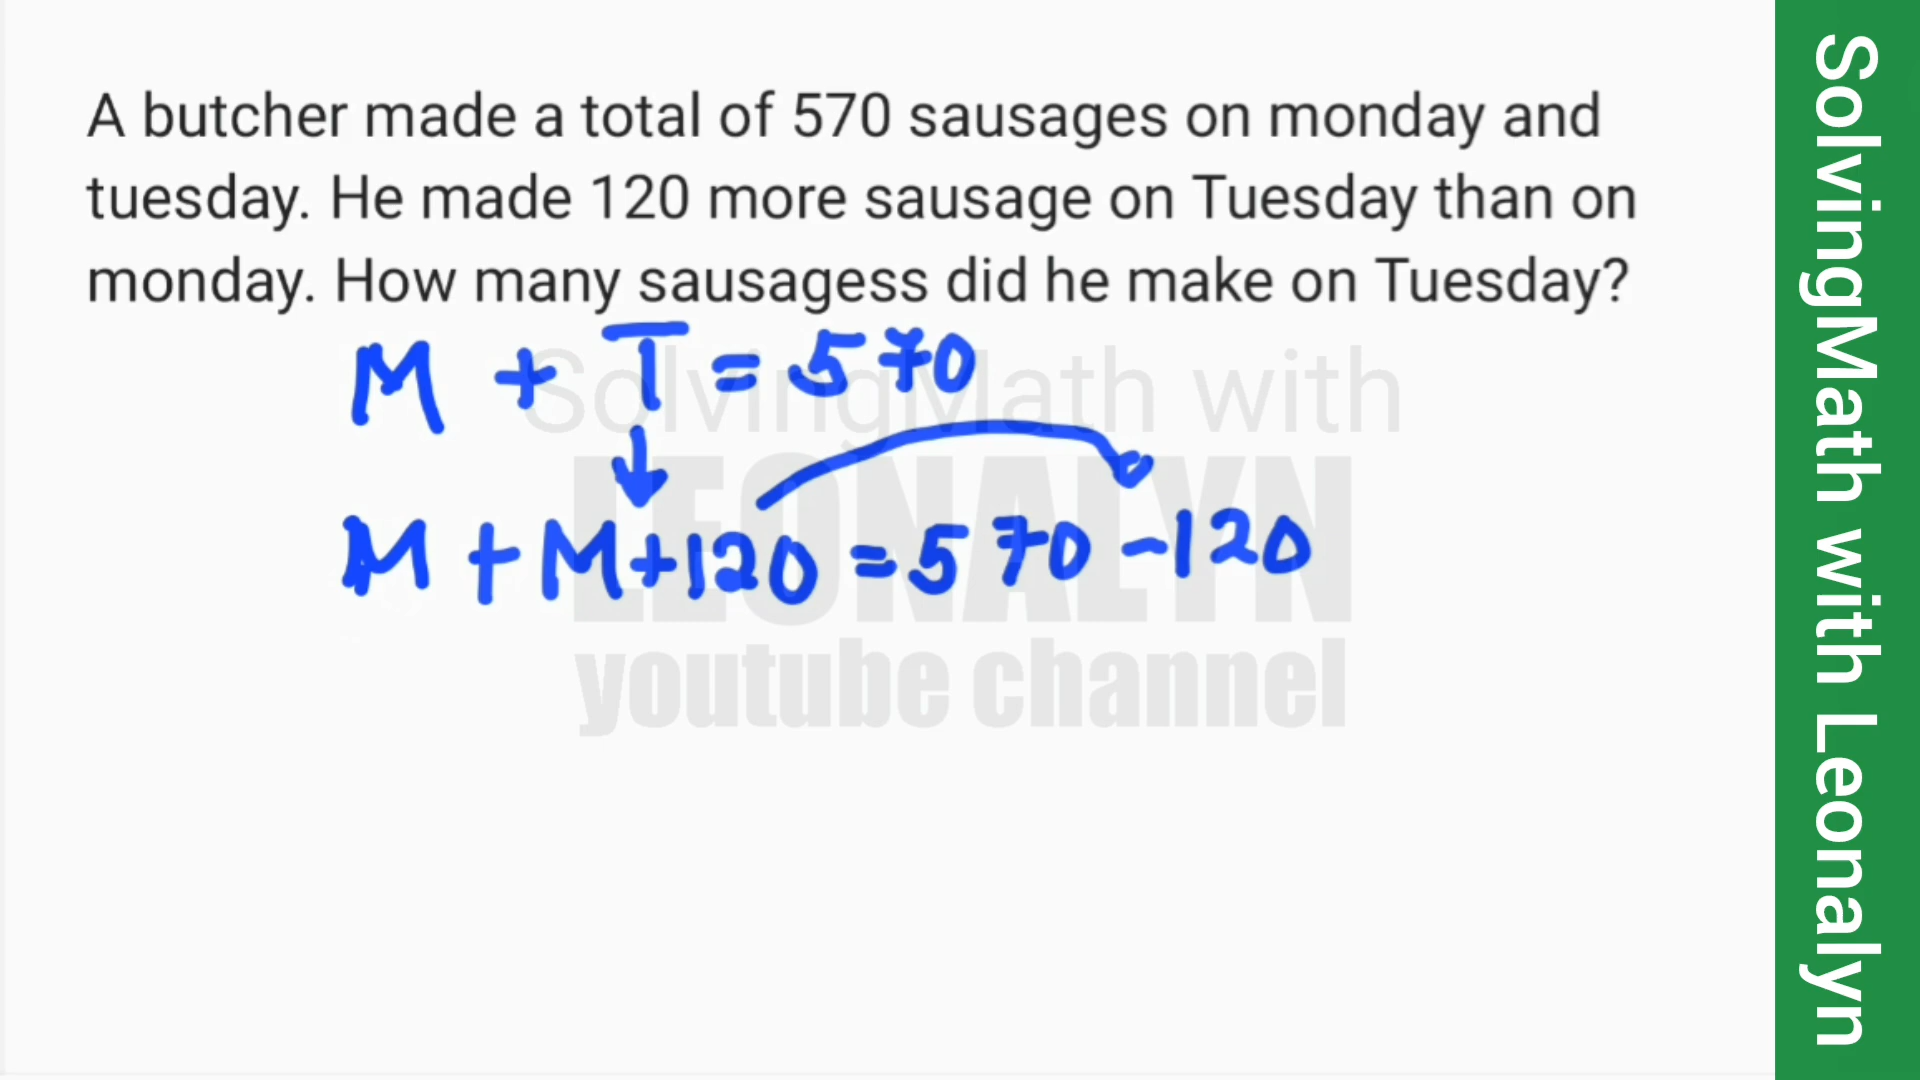 A butcher made a total of 570 sausages on monday and
tuesday. He made 120 more sausage on Tuesday than on
monday. How many sausagess did he make on Tuesday?
M + T = 570
M + M + 120 = 570 - 120
SolvingMath with
LEONALYN
youtube channel
SolvingMath with Leonalyn